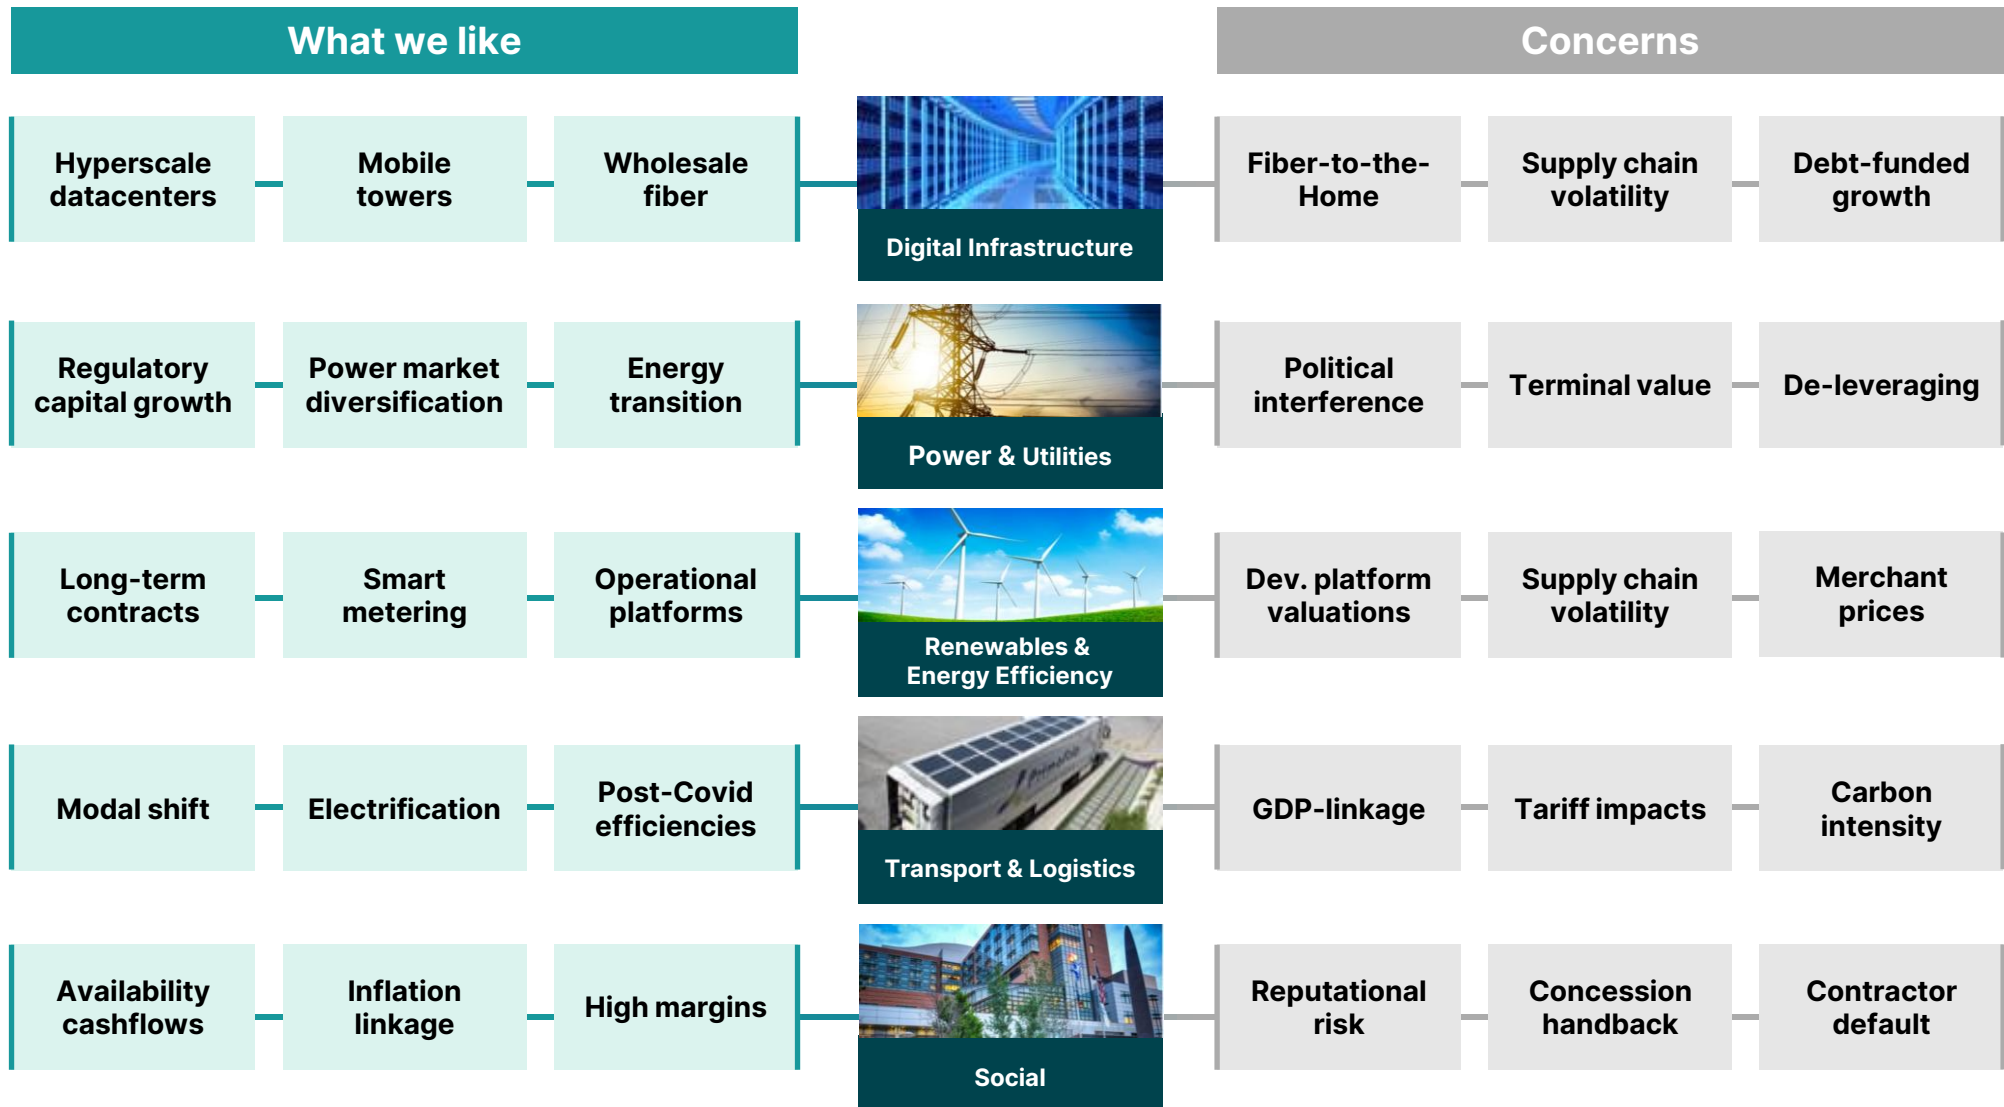 What we like
Concerns
Hyperscale
datacenters
Mobile
towers
Wholesale
fiber
Digital Infrastructure
Fiber-to-the-
Home
Supply chain
volatility
Debt-funded
growth
Regulatory
capital growth
Power market
diversification
Energy
transition
Power & Utilities
Political
interference
Terminal value
De-leveraging
Long-term
contracts
Smart
metering
Operational
platforms
Renewables &
Energy Efficiency
Dev. platform
valuations
Supply chain
volatility
Merchant
prices
Modal shift
Electrification
Post-Covid
efficiencies
Transport & Logistics
GDP-linkage
Tariff impacts
Carbon
intensity
Availability
cashflows
Inflation
linkage
High margins
Social
Reputational
risk
Concession
handback
Contractor
default